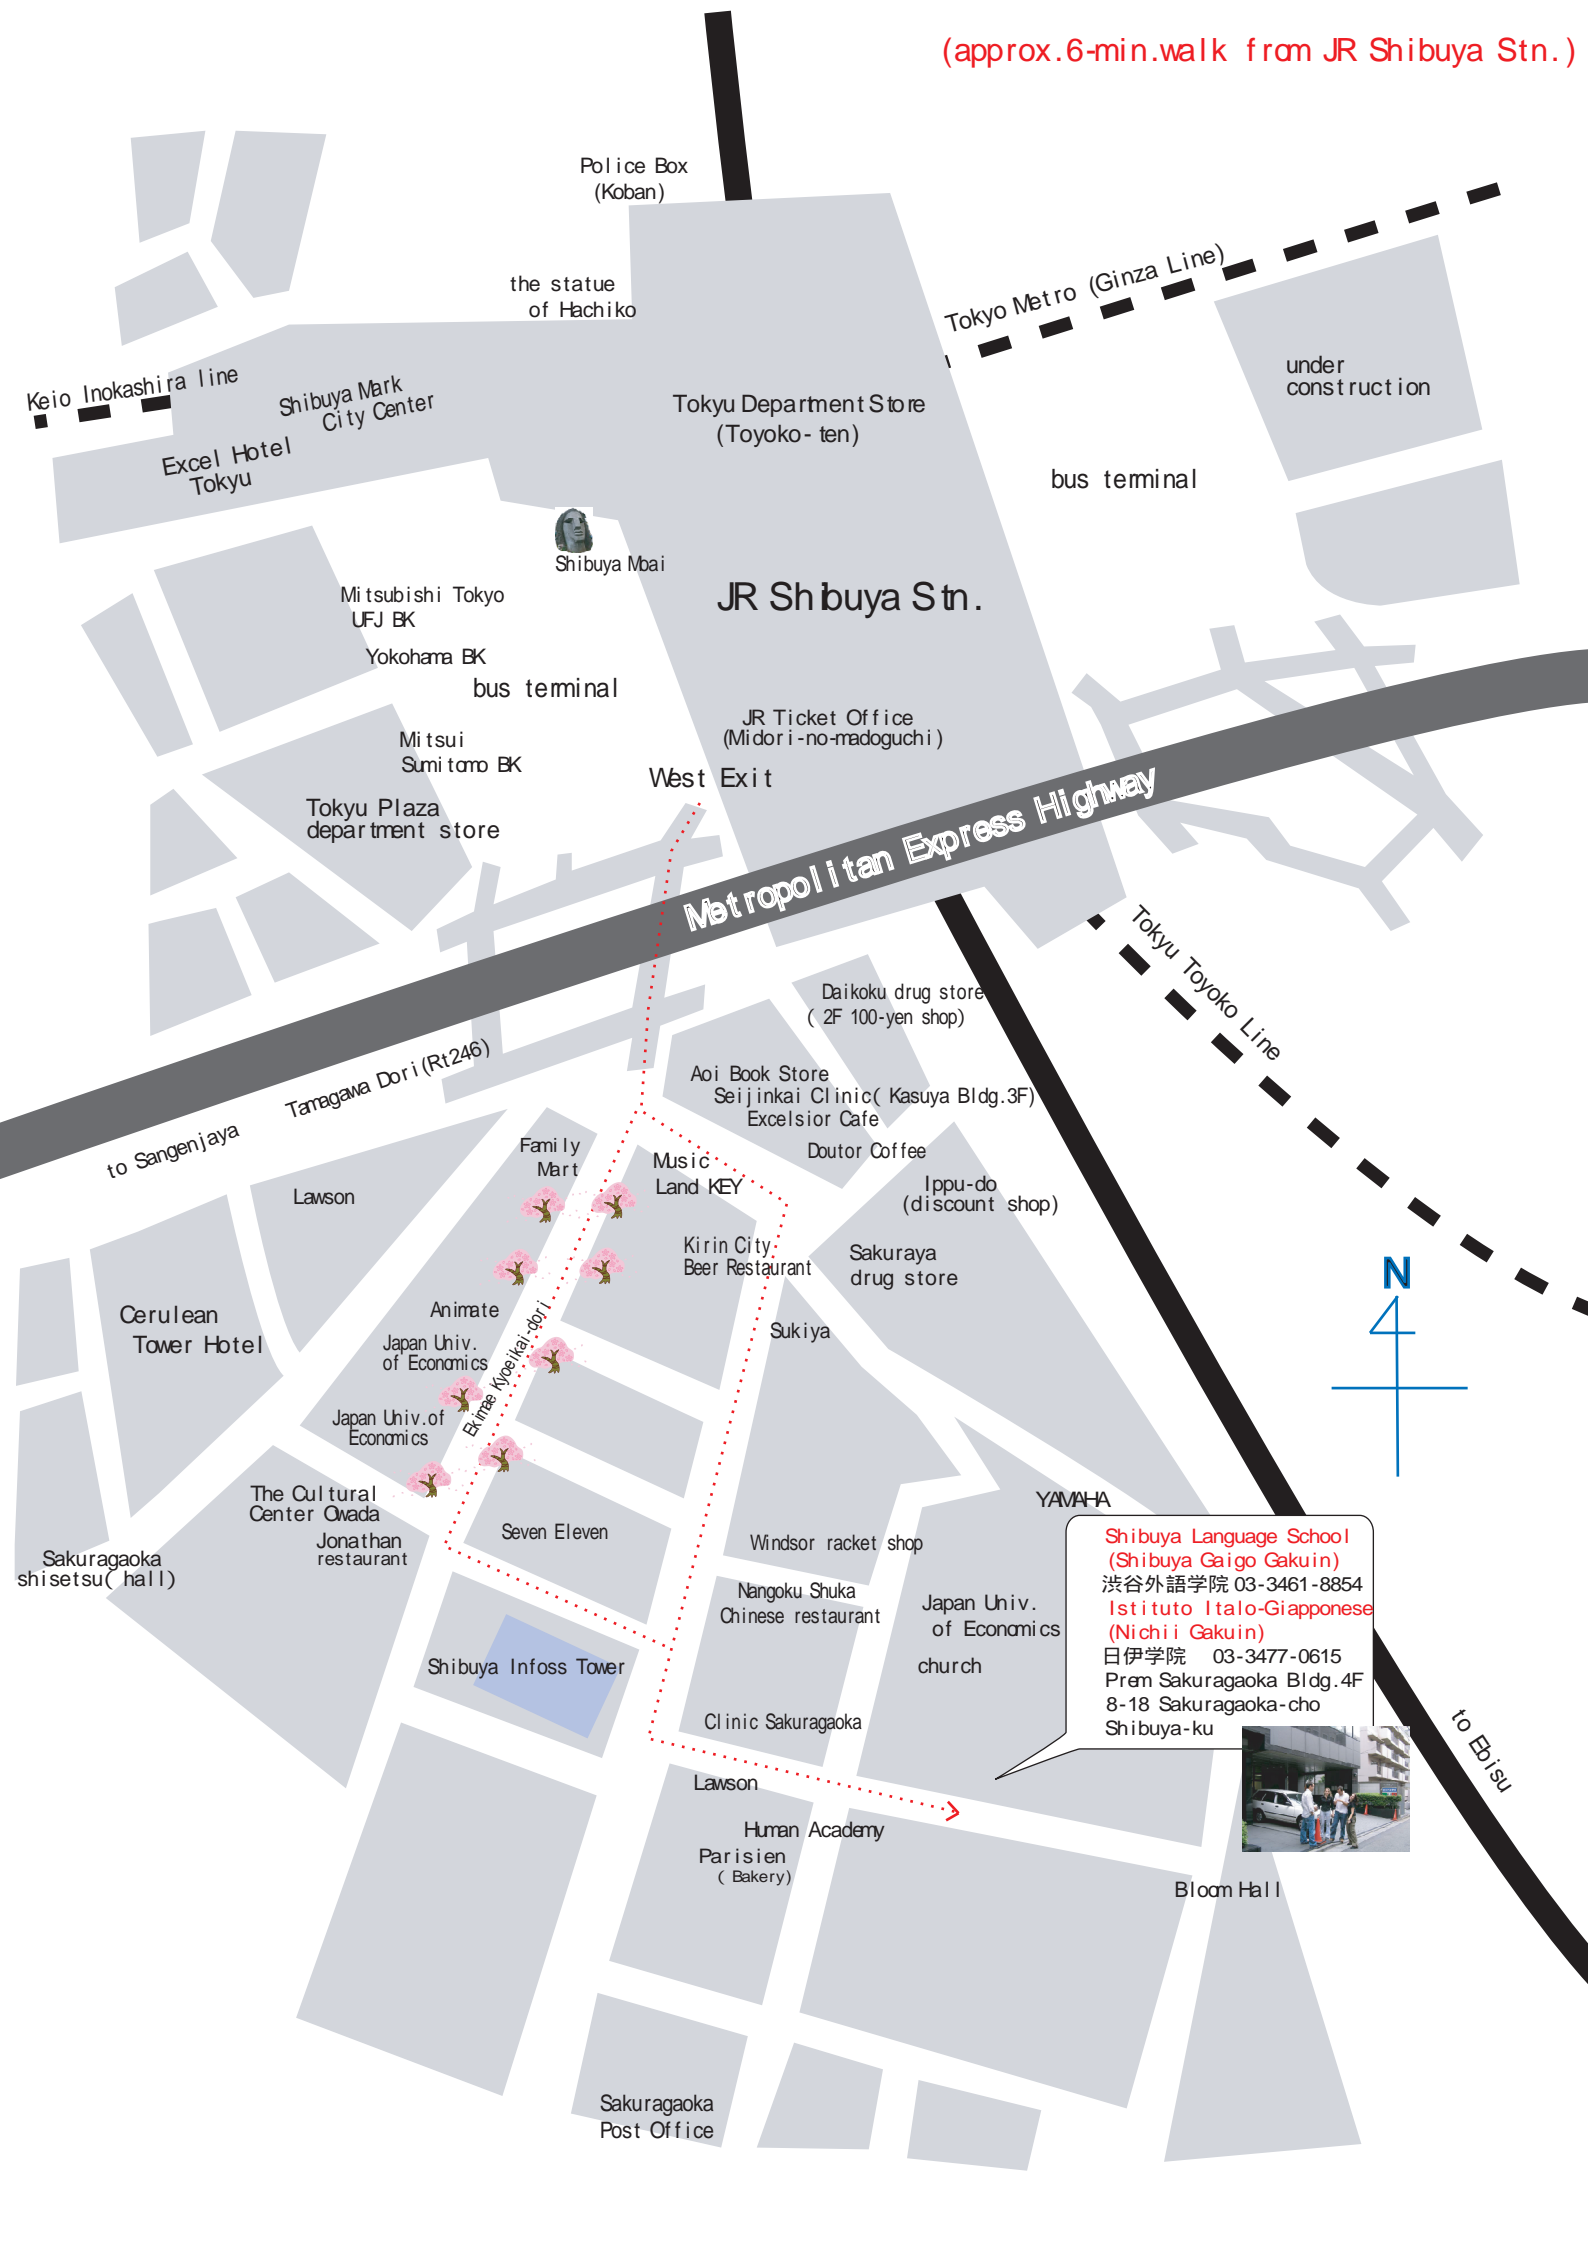 (approx.6-min.walk from JR Shibuya Stn.)
Police Box
(Koban)
the statue
of Hachiko
Tokyo Metro (Ginza Line)
under
construction
Keio Inokashira line
Shibuya Mark
City Center
Excel Hotel
Tokyu
Tokyu Department Store
(Toyoko-ten)
bus terminal
Shibuya Moai
JR Shibuya Stn.
Mitsubishi Tokyo
UFJ BK
Yokohama BK
bus terminal
JR Ticket Office
(Midori-no-madoguchi)
Mitsui
Sumitomo BK
West Exit
Tokyu Plaza
department store
Metropolitan Express Highway
Tokyu Toyoko Line
Daikoku drug store
( 2F 100-yen shop)
Tamagawa Dori(Rt246)
to Sangenjaya
Aoi Book Store
Seijinkai Clinic( Kasuya Bldg.3F)
Excelsior Cafe
Doutor Coffee
Family
Mart
Music
Land KEY
Lawson
Ippu-do
(discount shop)
Kirin City
Beer Restaurant
Sakuraya
drug store
N
Cerulean
Tower Hotel
Animate
Japan Univ.
of Economics
Ekimae Kyoeikai-dori
Sukiya
Japan Univ.of
Economics
The Cultural
Center Owada
Jonathan
restaurant
Seven Eleven
Sakuragaoka
shisetsu( hall)
YAMAHA
Windsor racket shop
Nangoku Shuka
Chinese restaurant
Japan Univ.
of Economics
church
Shibuya Language School
(Shibuya Gaigo Gakuin)
渋谷外語学院 03-3461-8854
Istituto Italo-Giapponese
(Nichii Gakuin)
日伊学院 03-3477-0615
Prem Sakuragaoka Bldg.4F
8-18 Sakuragaoka-cho
Shibuya-ku
Shibuya Infoss Tower
Clinic Sakuragaoka
to Ebisu
Lawson
Human Academy
Parisien
( Bakery)
Bloom Hall
Sakuragaoka
Post Office